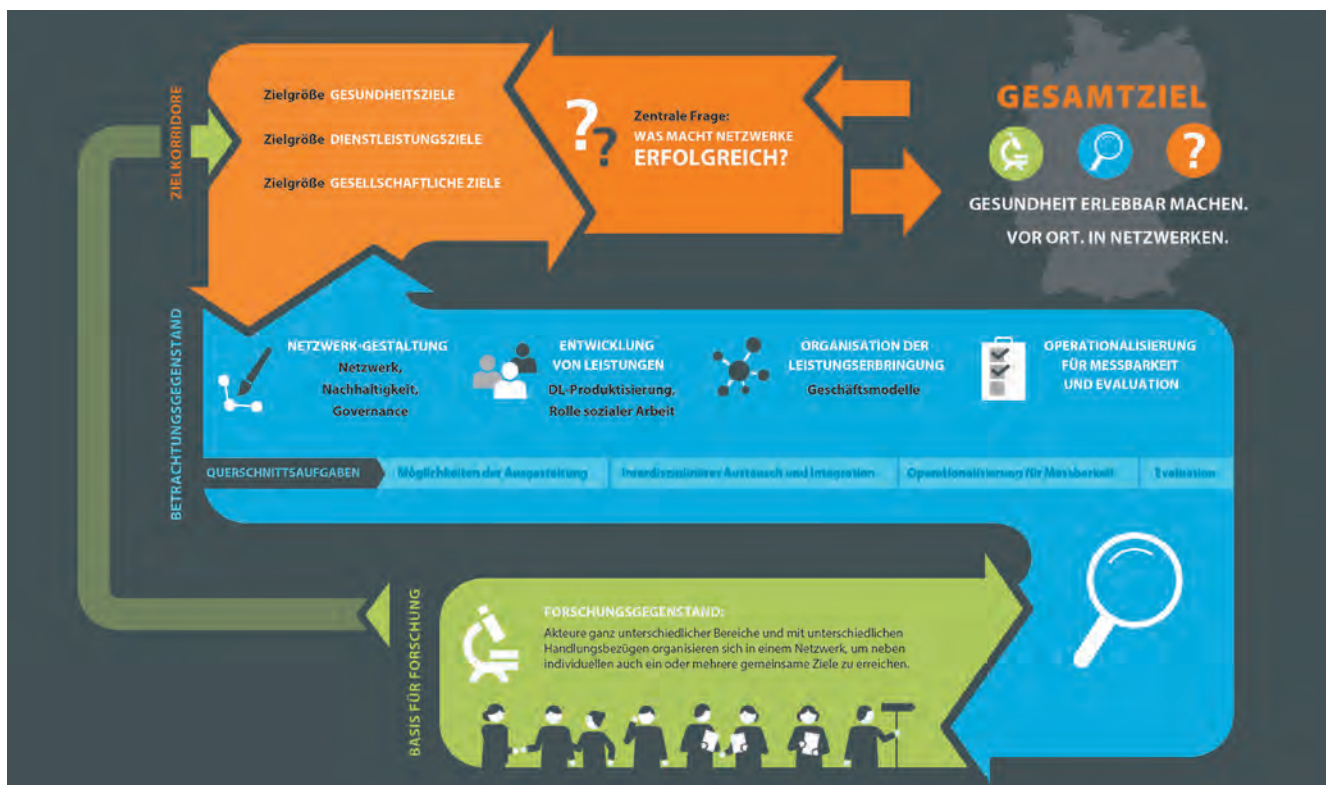 ZIELKORRIDORE
Zielgröße GESUNDHEITSZIELE
Zielgröße DIENSTLEISTUNGSZIELE
Zielgröße GESELLSCHAFTLICHE ZIELE
??
Zentrale Frage:
WAS MACHT NETZWERKE
ERFOLGREICH?
GESAMTZIEL
?
GESUNDHEIT ERLEBBAR MACHEN.
VOR ORT. IN NETZWERKEN.
BETRACHTUNGSGEGENSTAND
NETZWERK-GESTALTUNG
Netzwerk,
Nachhaltigkeit,
Governance
ENTWICKLUNG
VON LEISTUNGEN
DL-Produktisierung,
Rolle sozialer Arbeit
ORGANISATION DER
LEISTUNGSERBRINGUNG
Geschäftsmodelle
OPERATIONALISIERUNG
FÜR MESSBARKEIT
UND EVALUATION
QUERSCHNITTSAUFGABEN
Möglichkeiten der Ausgestaltung
Interdisziplinärer Austausch und Integration
Operationalisierung für Messbarkeit
Evaluation
BASIS FÜR FORSCHUNG
FORSCHUNGSGEGENSTAND:
Akteure ganz unterschiedlicher Bereiche und mit unterschiedlichen
Handlungsbezügen organisieren sich in einem Netzwerk, um neben
individuellen auch ein oder mehrere gemeinsame Ziele zu erreichen.